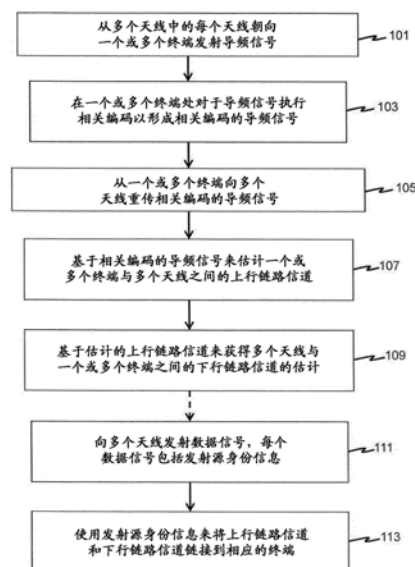 从多个天线中的每个天线朝向
一个或多个终端发射导频信号
101
在一个或多个终端处对于导频信号执行
相关编码以形成相关编码的导频信号
103
从一个或多个终端向多个
天线重传相关编码的导频信号
105
基于相关编码的导频信号来估计一个或
多个终端与多个天线之间的上行链路信道
107
基于估计的上行链路信道来获得多个天线与
一个或多个终端之间的下行链路信道的估计
109
向多个天线发射数据信号，每个
数据信号包括发射源身份信息
111
使用发射源身份信息来将上行链路信道
和下行链路信道链接到相应的终端
113